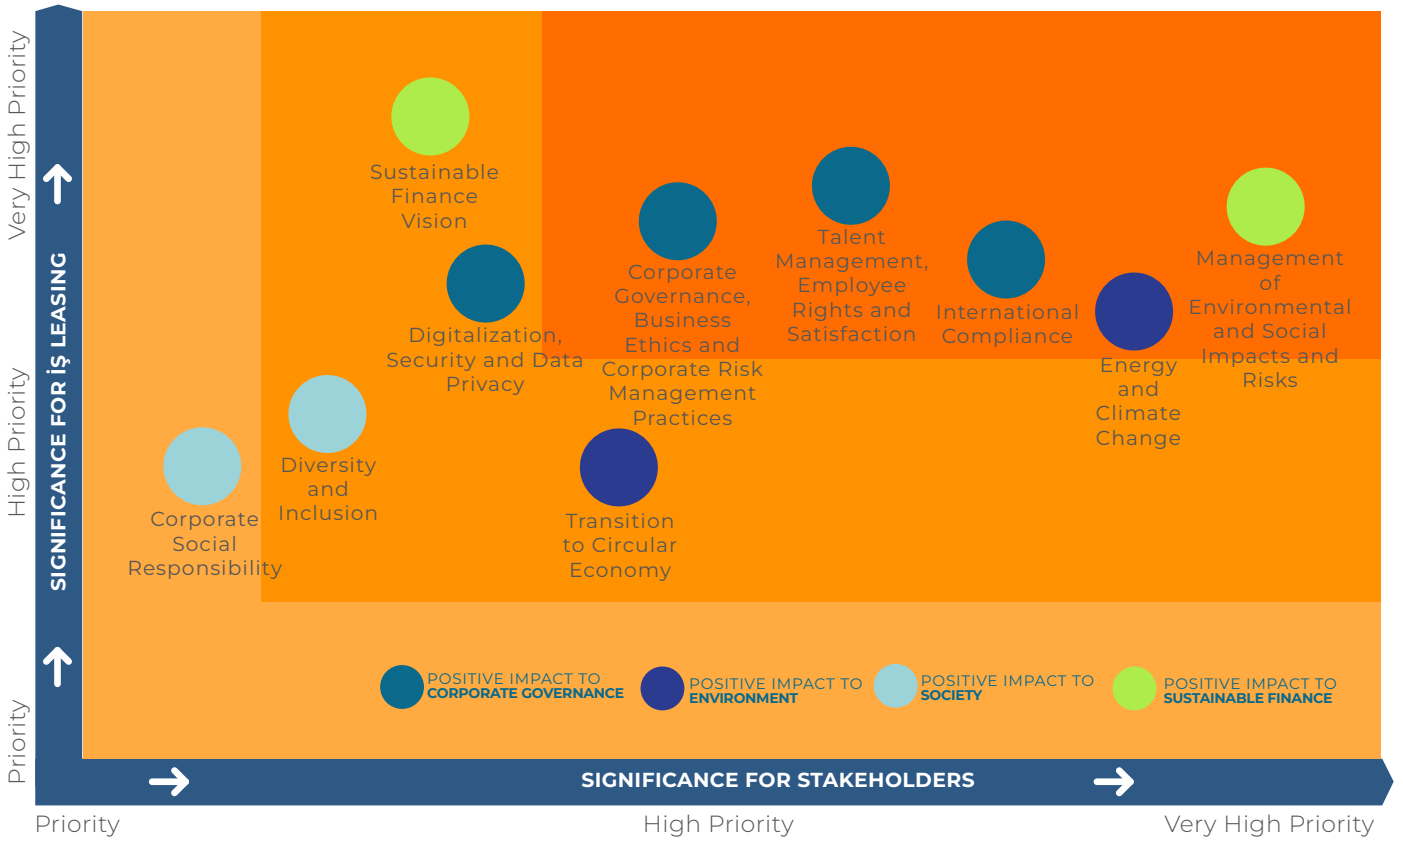 Very High Priority
High Priority
Priority
SIGNIFICANCE FOR İŞ LEASING
Sustainable
Finance
Vision
Digitalization,
Security and Data
Privacy
Corporate
Governance,
Business
Ethics and
Corporate Risk
Management
Practices
Talent
Management,
Employee
Rights and
Satisfaction
International
Compliance
Energy
and
Climate
Change
Management
of
Environmental
and Social
Impacts and
Risks
Diversity
and
Inclusion
Corporate
Social
Responsibility
Transition
to Circular
Economy
POSITIVE IMPACT TO
CORPORATE GOVERNANCE
POSITIVE IMPACT TO
ENVIRONMENT
POSITIVE IMPACT TO
SOCIETY
POSITIVE IMPACT TO
SUSTAINABLE FINANCE
SIGNIFICANCE FOR STAKEHOLDERS
Priority
High Priority
Very High Priority